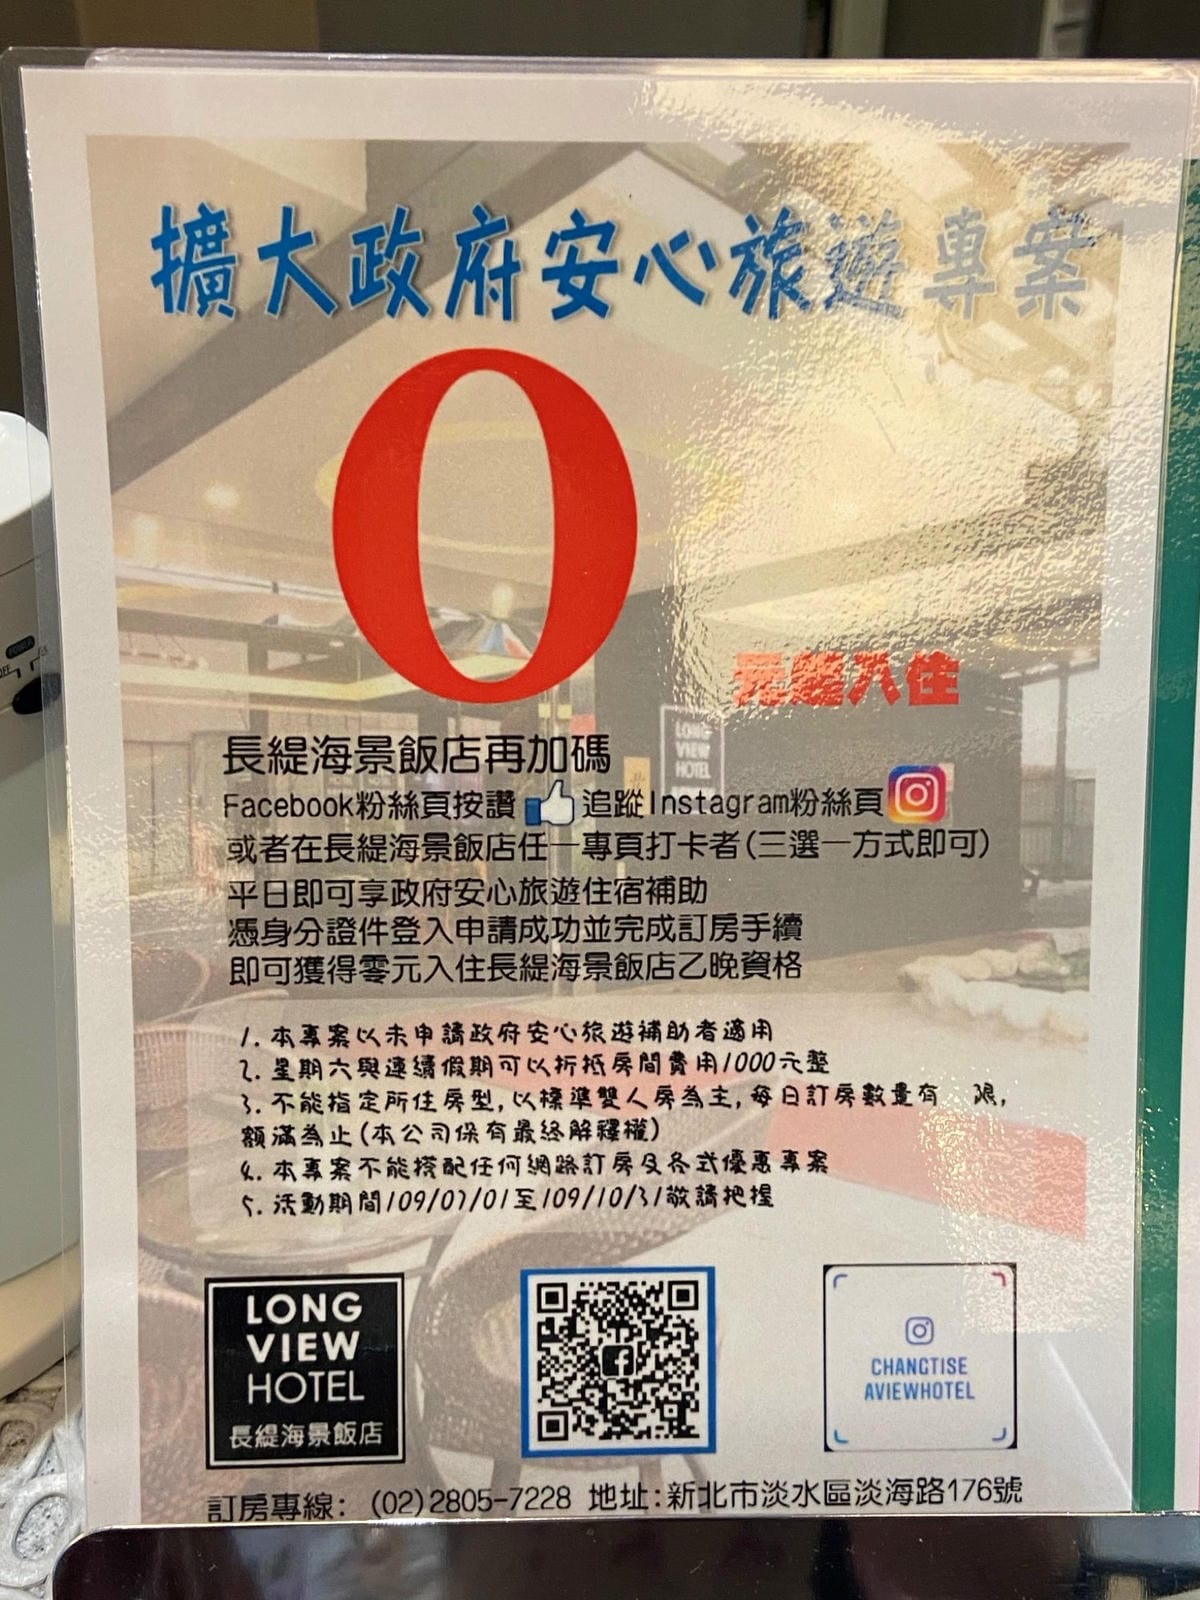 擴大政府安心旅遊專案
0
元起入住
LONG
VIEW
HOTEL
長緹海景飯店再加碼
Facebook粉絲頁按讚 追蹤Instagram粉絲頁
或者在長緹海景飯店任一專頁打卡者(三選一方式即可)
平日即可享政府安心旅遊住宿補助
憑身分證件登入申請成功並完成訂房手續
即可獲得零元入住長緹海景飯店乙晚資格
1. 本專案以未申請政府安心旅遊補助者適用
2. 星期六與連續假期可以折抵房間費用1000元整
3. 不能指定所住房型,以標準雙人房為主,每日訂房數量有 限,
額滿為止(本公司保有最終解釋權)
4. 本專案不能搭配任何網路訂房及各式優惠專案
5. 活動期間109/07/01至109/10/31敬請把握
LONG
VIEW
HOTEL
長緹海景飯店
CHANGTISE
AVIEWHOTEL
訂房專線: (02)2805-7228 地址:新北市淡水區淡海路176號